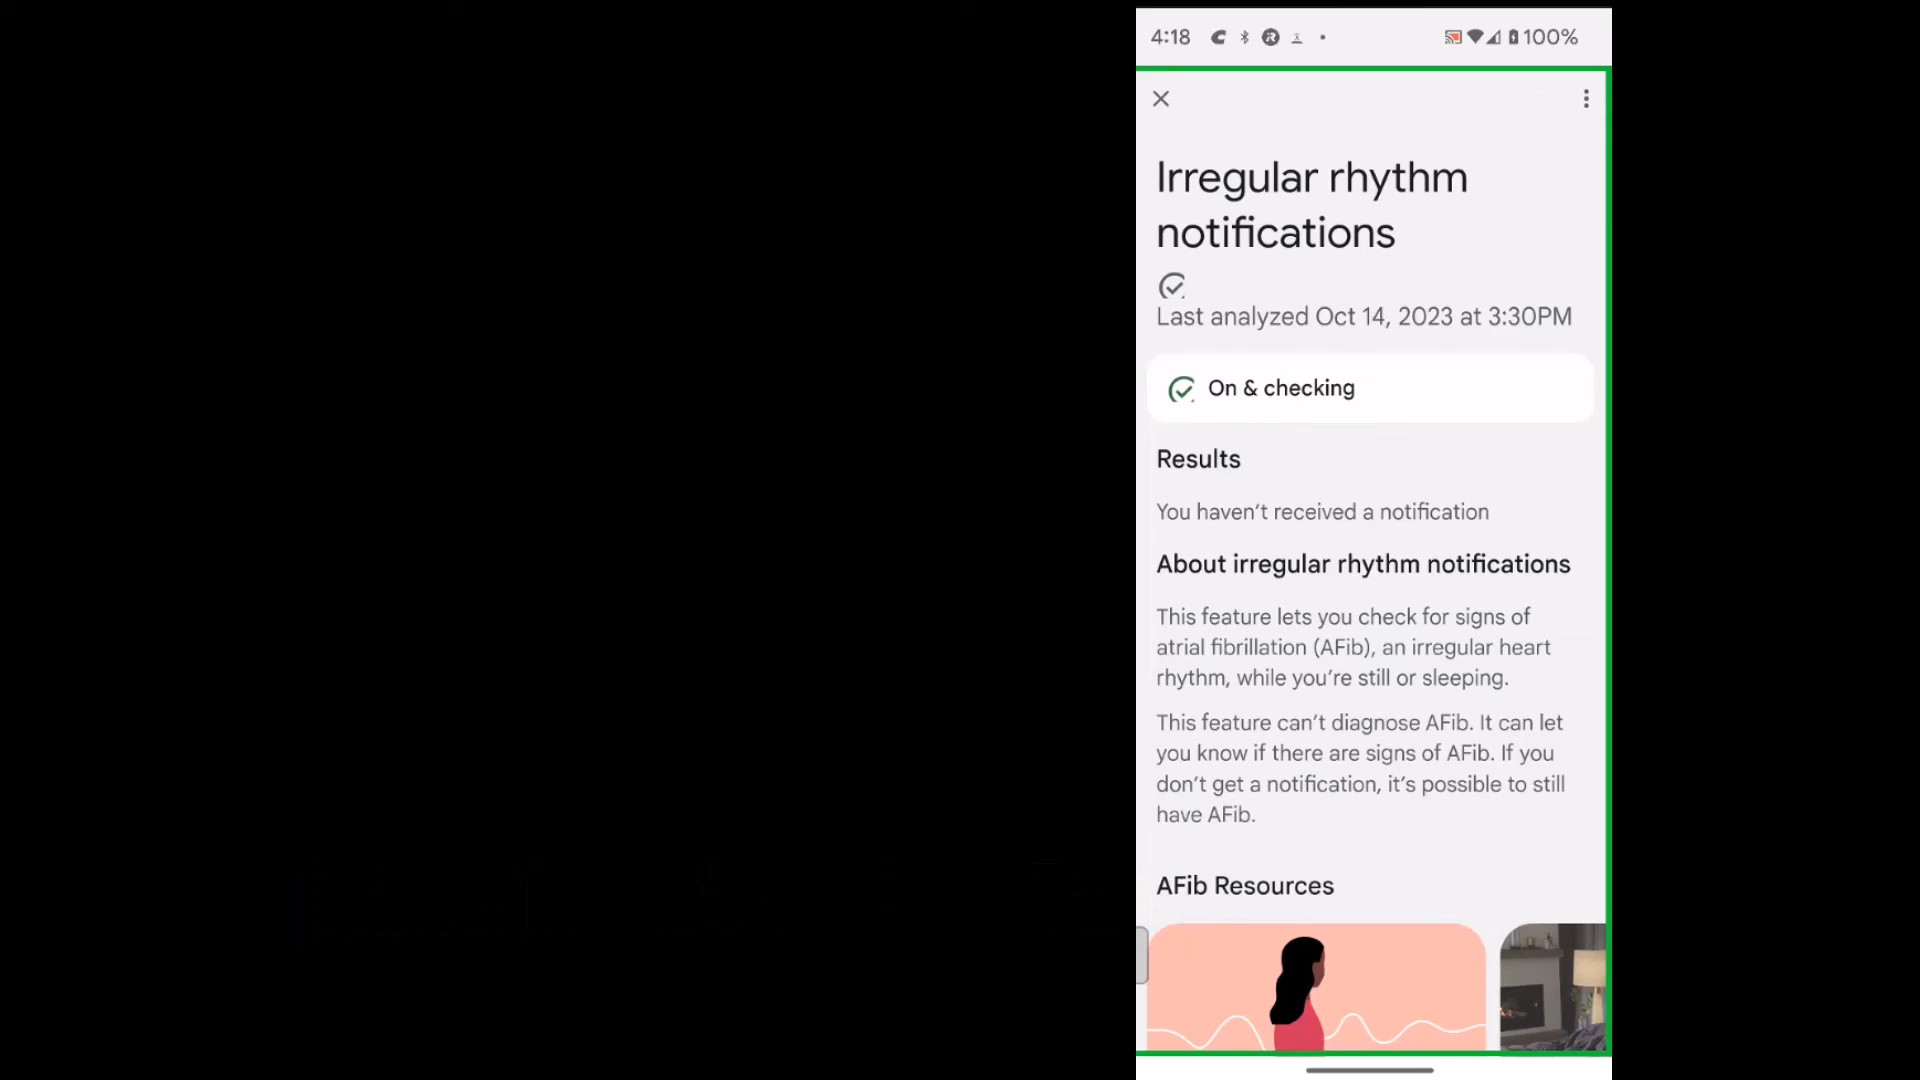 4:18
100%
Irregular rhythm
notifications
Last analyzed Oct 14, 2023 at 3:30PM
On & checking
Results
You haven't received a notification
About irregular rhythm notifications
This feature lets you check for signs of
atrial fibrillation (AFib), an irregular heart
rhythm, while you're still or sleeping.
This feature can't diagnose AFib. It can let
you know if there are signs of AFib. If you
don't get a notification, it's possible to still
have AFib.
AFib Resources